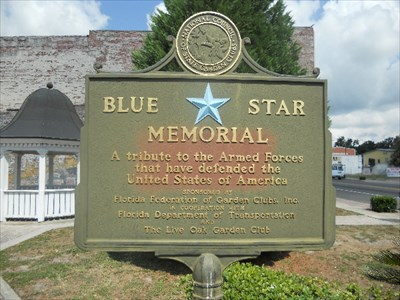 BLUE STAR
MEMORIAL
A tribute to the Armed Forces
that have defended the
United States of America
SPONSORED BY
Florida Federation of Garden Clubs, Inc.
IN COOPERATION WITH
Florida Department of Transportation
AND
The Live Oak Garden Club